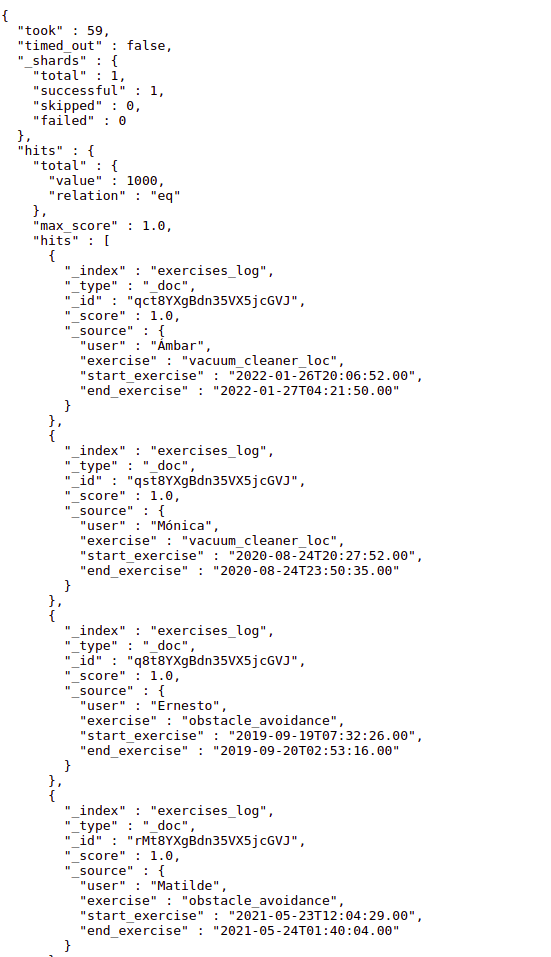 {
  "took" : 59,
  "timed_out" : false,
  "_shards" : {
    "total" : 1,
    "successful" : 1,
    "skipped" : 0,
    "failed" : 0
  },
  "hits" : {
    "total" : {
      "value" : 1000,
      "relation" : "eq"
    },
    "max_score" : 1.0,
    "hits" : [
      {
        "_index" : "exercises_log",
        "_type" : "_doc",
        "_id" : "qct8YXgBdn35VX5jcGVJ",
        "_score" : 1.0,
        "_source" : {
          "user" : "Ámbar",
          "exercise" : "vacuum_cleaner_loc",
          "start_exercise" : "2022-01-26T20:06:52.00",
          "end_exercise" : "2022-01-27T04:21:50.00"
        }
      },
      {
        "_index" : "exercises_log",
        "_type" : "_doc",
        "_id" : "qst8YXgBdn35VX5jcGVJ",
        "_score" : 1.0,
        "_source" : {
          "user" : "Mónica",
          "exercise" : "vacuum_cleaner_loc",
          "start_exercise" : "2020-08-24T20:27:52.00",
          "end_exercise" : "2020-08-24T23:50:35.00"
        }
      },
      {
        "_index" : "exercises_log",
        "_type" : "_doc",
        "_id" : "q8t8YXgBdn35VX5jcGVJ",
        "_score" : 1.0,
        "_source" : {
          "user" : "Ernesto",
          "exercise" : "obstacle_avoidance",
          "start_exercise" : "2019-09-19T07:32:26.00",
          "end_exercise" : "2019-09-20T02:53:16.00"
        }
      },
      {
        "_index" : "exercises_log",
        "_type" : "_doc",
        "_id" : "rMt8YXgBdn35VX5jcGVJ",
        "_score" : 1.0,
        "_source" : {
          "user" : "Matilde",
          "exercise" : "obstacle_avoidance",
          "start_exercise" : "2021-05-23T12:04:29.00",
          "end_exercise" : "2021-05-24T01:40:04.00"
        }